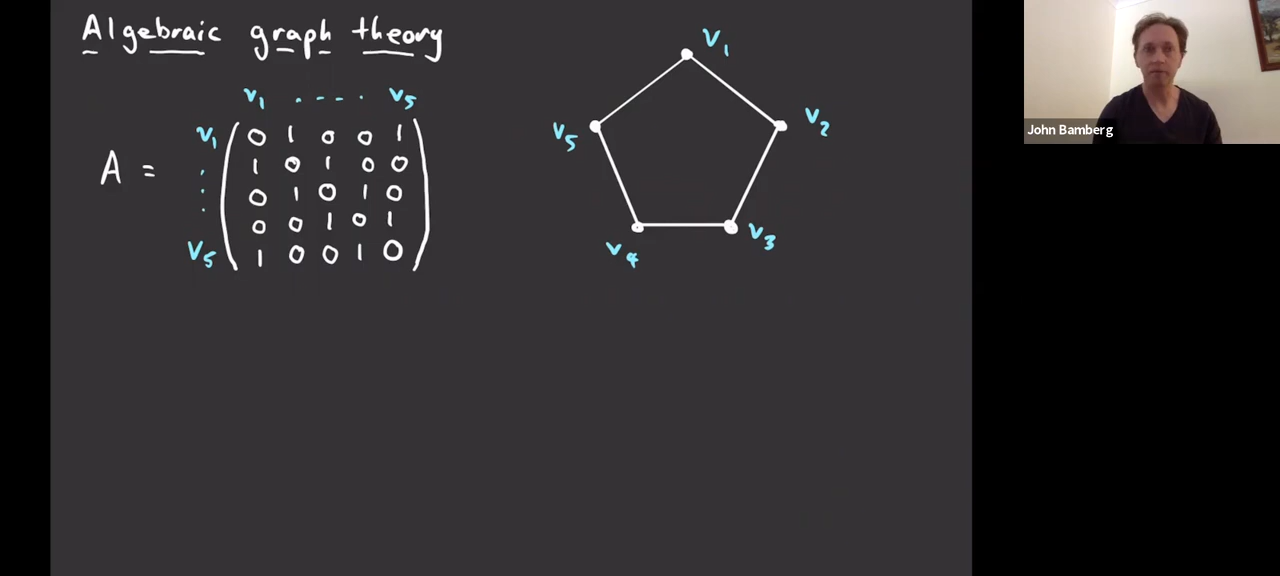 Algebraic graph theory
v1 . - - . v5
A =
v1 0 1 0 0 1
. 1 0 1 0 0
. 0 1 0 1 0
. 0 0 1 0 1
v5 1 0 0 1 0
v1
v2
v5
v3
v4
John Bamberg